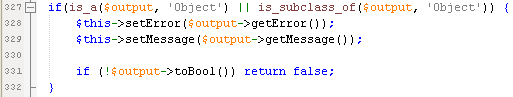 327 if(is_a($output, 'Object') || is_subclass_of($output, 'Object')) {
328 $this->setError($output->getError());
329 $this->setMessage($output->getMessage());
330
331 if (!$output->toBool()) return false;
332 }